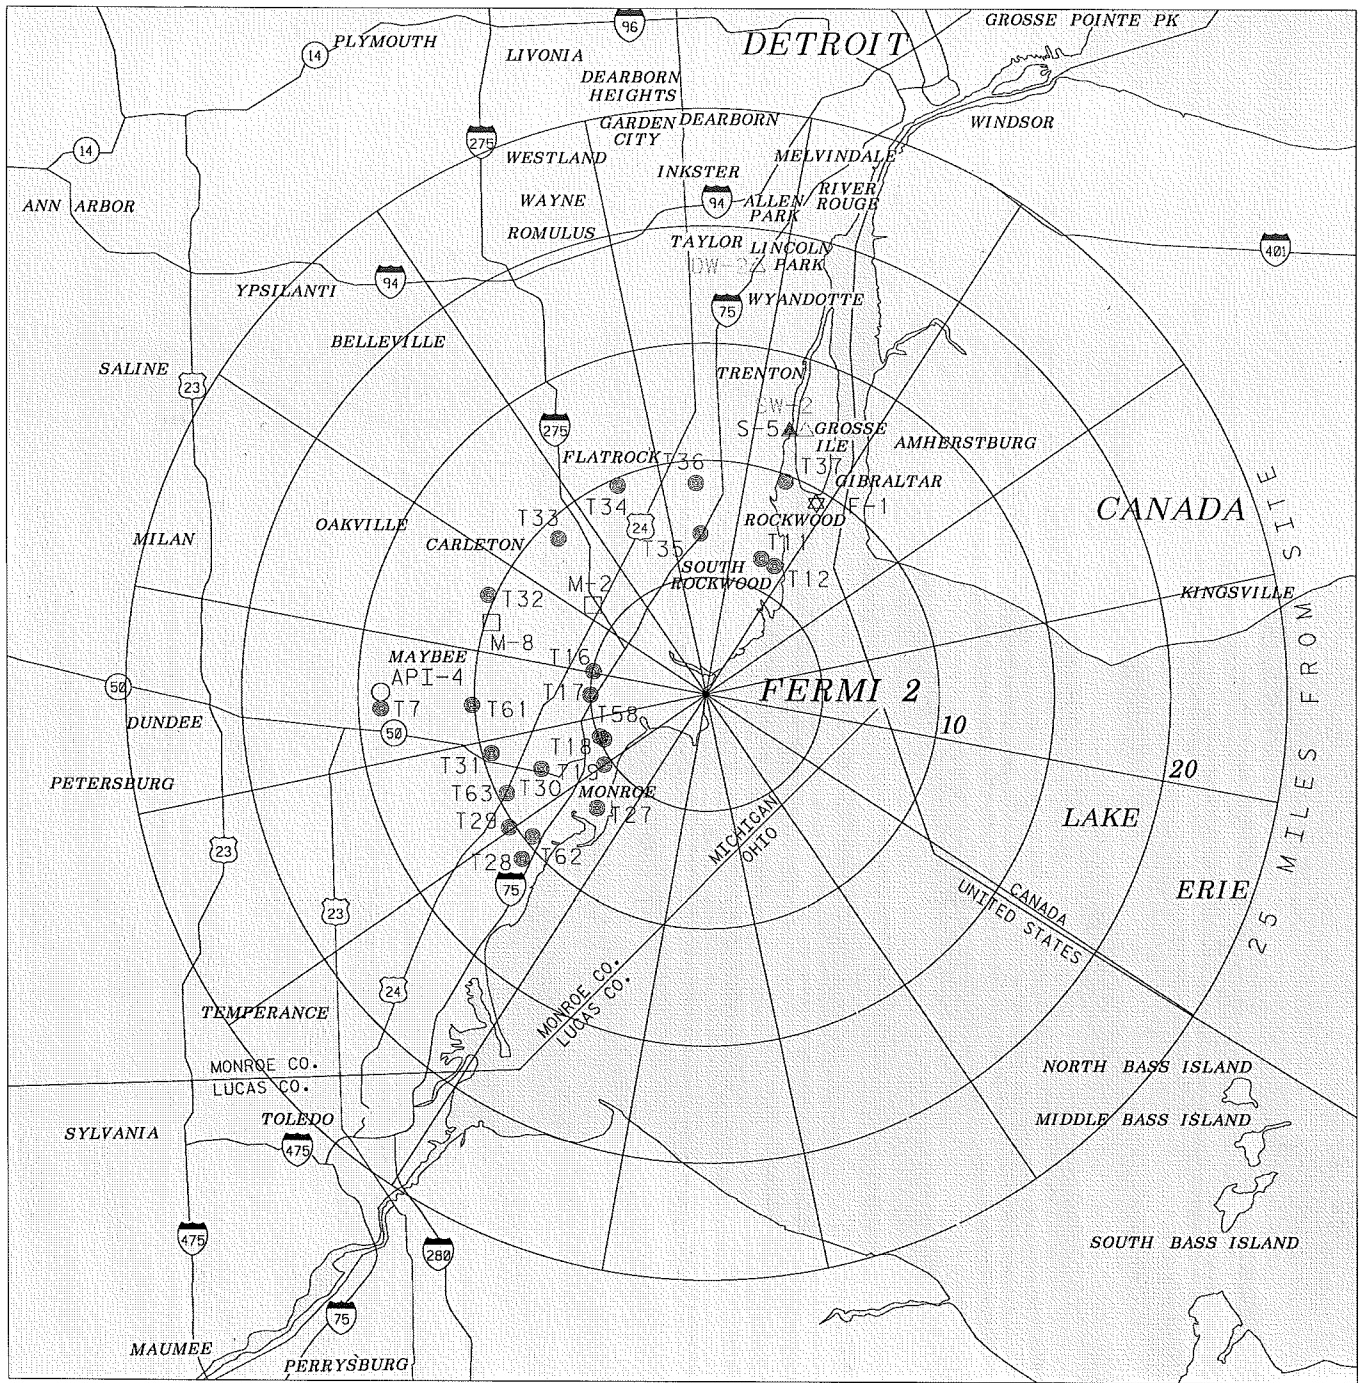 GROSSE POINTE PK
96
PLYMOUTH
14
LIVONIA
DETROIT
DEARBORN
HEIGHTS
GARDEN
CITY
DEARBORN
WINDSOR
275
14
WESTLAND
MELVINDALE
INKSTER
WAYNE
94
ALLEN
PARK
RIVER
ROUGE
ANN ARBOR
ROMULUS
TAYLOR
LINCOLN
PARK
401
DW-2
94
YPSILANTI
75
WYANDOTTE
BELLEVILLE
SALINE
23
TRENTON
SW-2
S-5
GROSSE
ILE
275
AMHERSTBURG
FLATROCK
T36
T37
GIBRALTAR
T34
F-1
CANADA
T33
24
ROCKWOOD
OAKVILLE
MILAN
CARLETON
T35
T11
SOUTH
ROCKWOOD
T12
M-2
T32
KINGSVILLE
M-8
MAYBEE
API-4
T16
50
T17
FERMI 2
T7
T61
DUNDEE
T58
10
50
T18
T31
T19
20
PETERSBURG
T30
T63
MONROE
T27
T29
MICHIGAN
OHIO
LAKE
23
T28
T62
75
ERIE
CANADA
UNITED STATES
25 MILES FROM SITE
23
24
TEMPERANCE
MONROE CO.
LUCAS CO.
MONROE CO.
LUCAS CO.
NORTH BASS ISLAND
TOLEDO
MIDDLE BASS ISLAND
SYLVANIA
475
475
280
SOUTH BASS ISLAND
75
MAUMEE
PERRYSBURG